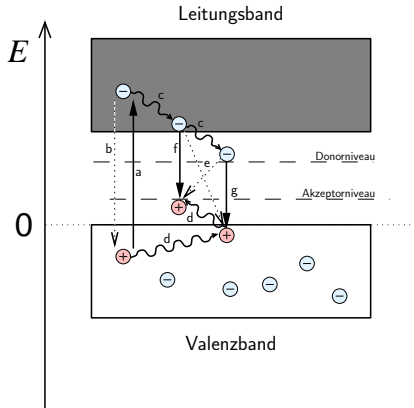 Leitungsband
E
c
c
b
a
f
e
Donorniveau
g
Akzeptorniveau
d
0
d
Valenzband